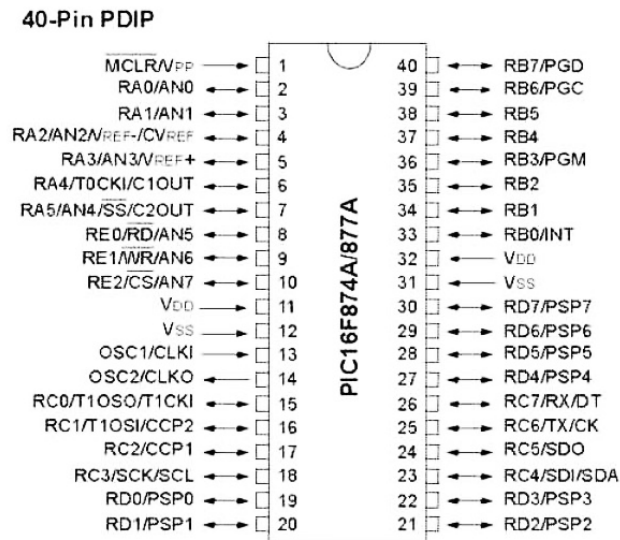 40-Pin PDIP
MCLR/VPP 1 40 RB7/PGD
RA0/AN0 2 39 RB6/PGC
RA1/AN1 3 38 RB5
RA2/AN2/VREF-/CVREF 4 37 RB4
RA3/AN3/VREF+ 5 36 RB3/PGM
RA4/T0CKI/C1OUT 6 35 RB2
RA5/AN4/SS/C2OUT 7 34 RB1
RE0/RD/AN5 8 33 RB0/INT
RE1/WR/AN6 9 32 VDD
RE2/CS/AN7 10 31 VSS
VDD 11 30 RD7/PSP7
VSS 12 29 RD6/PSP6
OSC1/CLKI 13 28 RD5/PSP5
OSC2/CLKO 14 27 RD4/PSP4
RC0/T1OSO/T1CKI 15 26 RC7/RX/DT
RC1/T1OSI/CCP2 16 25 RC6/TX/CK
RC2/CCP1 17 24 RC5/SDO
RC3/SCK/SCL 18 23 RC4/SDI/SDA
RD0/PSP0 19 22 RD3/PSP3
RD1/PSP1 20 21 RD2/PSP2
PIC16F874A/877A